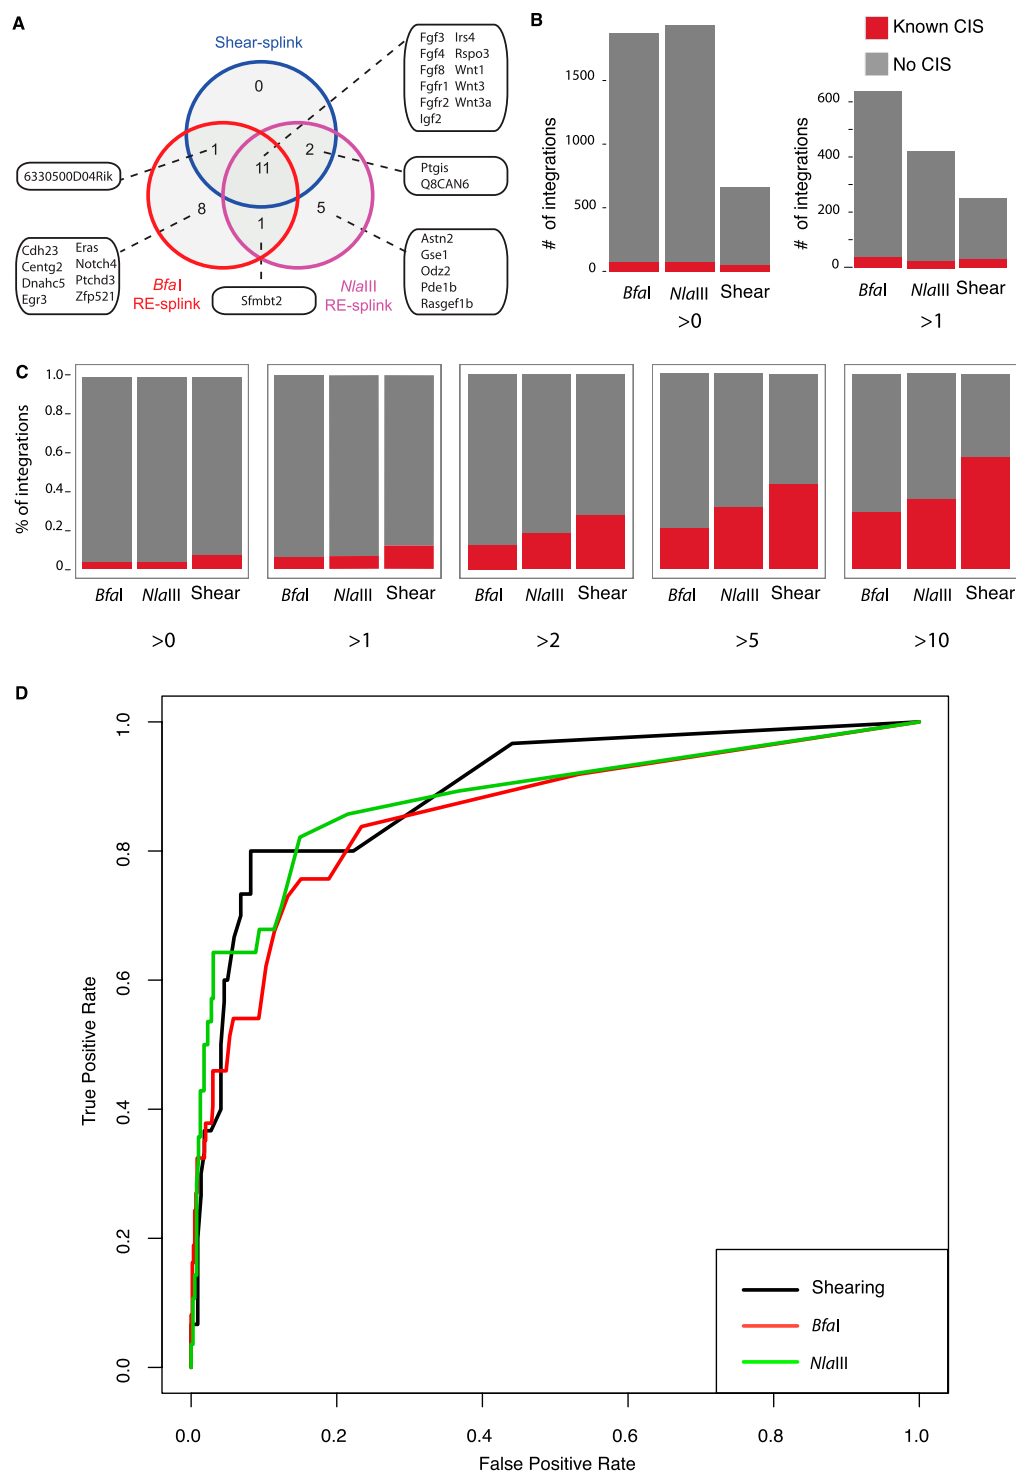 A
Shear-splink
0
1
2
11
8
1
5
Fgf3 Irs4
Fgf4 Rspo3
Fgf8 Wnt1
Fgfr1 Wnt3
Fgfr2 Wnt3a
Igf2
6330500D04Rik
Ptgis
Q8CAN6
Cdh23 Eras
Centg2 Notch4
Dnahc5 Ptchd3
Egr3 Zfp521
BfaI
RE-splink
Sfmbt2
NlaIII
RE-splink
Astn2
Gse1
Odz2
Pde1b
Rasgef1b
B
Known CIS
No CIS
# of integrations
1500
1000
500
0
BfaI NlaIII Shear
>0
# of integrations
600
400
200
0
BfaI NlaIII Shear
>1
C
% of integrations
1.0
0.8
0.6
0.4
0.2
0
BfaI NlaIII Shear
BfaI NlaIII Shear
BfaI NlaIII Shear
BfaI NlaIII Shear
BfaI NlaIII Shear
>0 >1 >2 >5 >10
D
True Positive Rate
1.0
0.8
0.6
0.4
0.2
0.0
Shearing
BfaI
NlaIII
0.0 0.2 0.4 0.6 0.8 1.0
False Positive Rate